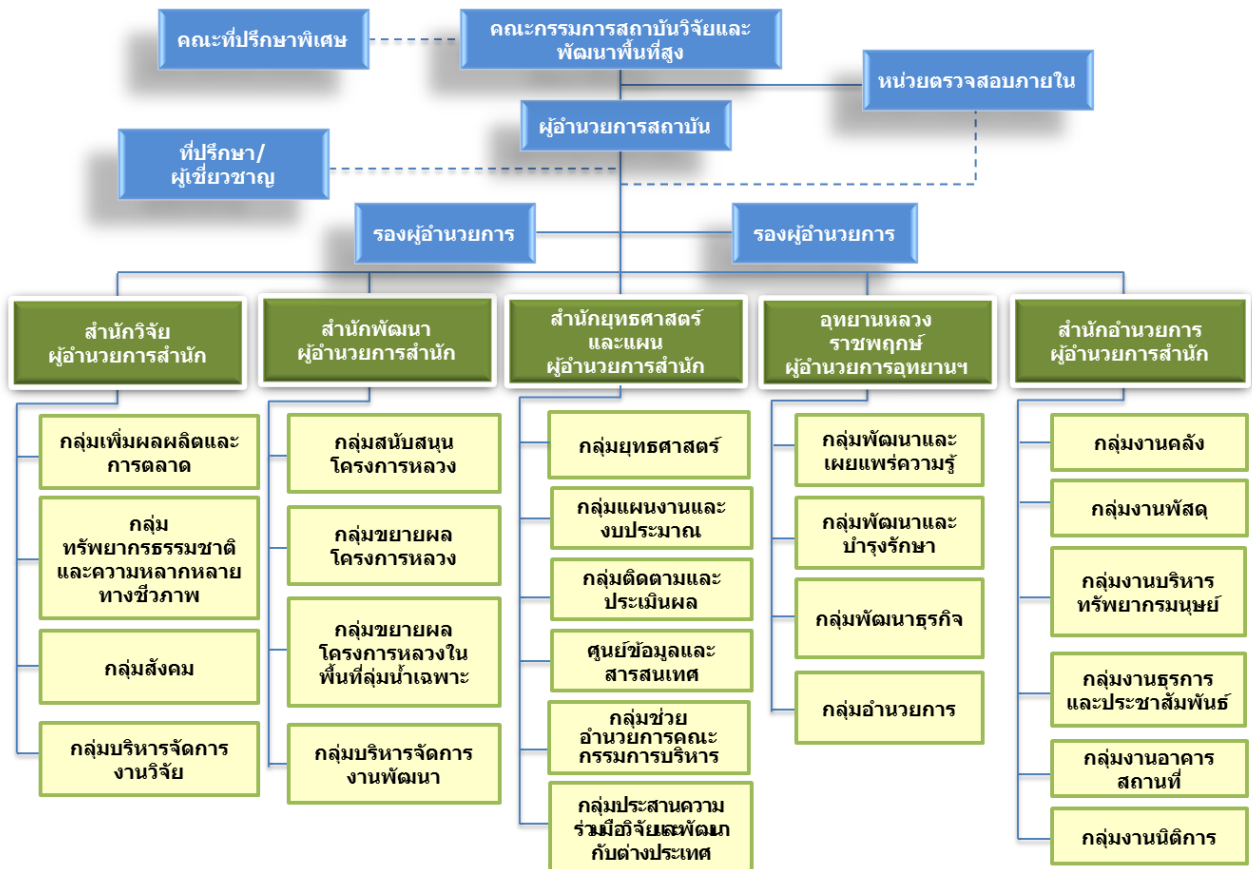 คณะที่ปรึกษาพิเศษ
คณะกรรมการสถาบันวิจัยและ
พัฒนาพื้นที่สูง
หน่วยตรวจสอบภายใน
ผู้อำนวยการสถาบัน
ที่ปรึกษา/
ผู้เชี่ยวชาญ
รองผู้อำนวยการ
รองผู้อำนวยการ
สำนักวิจัย
ผู้อำนวยการสำนัก
สำนักพัฒนา
ผู้อำนวยการสำนัก
สำนักยุทธศาสตร์
และแผน
ผู้อำนวยการสำนัก
อุทยานหลวง
ราชพฤกษ์
ผู้อำนวยการอุทยานฯ
สำนักอำนวยการ
ผู้อำนวยการสำนัก
กลุ่มเพิ่มผลผลิตและ
การตลาด
กลุ่ม
ทรัพยากรธรรมชาติ
และความหลากหลาย
ทางชีวภาพ
กลุ่มสังคม
กลุ่มบริหารจัดการ
งานวิจัย
กลุ่มสนับสนุน
โครงการหลวง
กลุ่มขยายผล
โครงการหลวง
กลุ่มขยายผล
โครงการหลวงใน
พื้นที่ลุ่มน้ำเฉพาะ
กลุ่มบริหารจัดการ
งานพัฒนา
กลุ่มยุทธศาสตร์
กลุ่มแผนงานและ
งบประมาณ
กลุ่มติดตามและ
ประเมินผล
ศูนย์ข้อมูลและ
สารสนเทศ
กลุ่มช่วย
อำนวยการคณะ
กรรมการบริหาร
กลุ่มประสานความ
ร่วมมือวิจัยและพัฒนา
กับต่างประเทศ
กลุ่มพัฒนาและ
เผยแพร่ความรู้
กลุ่มพัฒนาและ
บำรุงรักษา
กลุ่มพัฒนาธุรกิจ
กลุ่มอำนวยการ
กลุ่มงานคลัง
กลุ่มงานพัสดุ
กลุ่มงานบริหาร
ทรัพยากรมนุษย์
กลุ่มงานธุรการ
และประชาสัมพันธ์
กลุ่มงานอาคาร
สถานที่
กลุ่มงานนิติการ